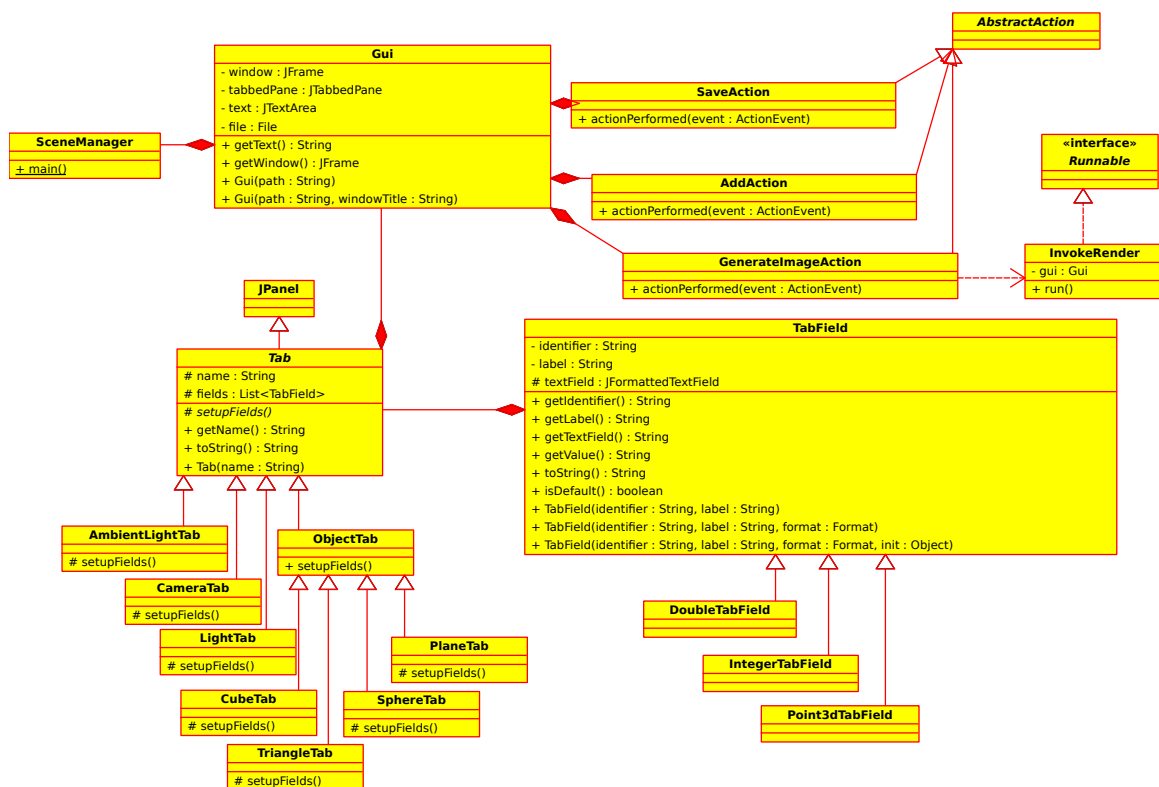 AbstractAction
Gui
- window : JFrame
- tabbedPane : JTabbedPane
- text : JTextArea
- file : File
+ getText() : String
+ getWindow() : JFrame
+ Gui(path : String)
+ Gui(path : String, windowTitle : String)
SaveAction
+ actionPerformed(event : ActionEvent)
SceneManager
+ main()
«interface»
Runnable
AddAction
+ actionPerformed(event : ActionEvent)
GenerateImageAction
+ actionPerformed(event : ActionEvent)
InvokeRender
- gui : Gui
+ run()
JPanel
Tab
# name : String
# fields : List<TabField>
# setupFields()
+ getName() : String
+ toString() : String
+ Tab(name : String)
TabField
- identifier : String
- label : String
# textField : JFormattedTextField
+ getIdentifier() : String
+ getLabel() : String
+ getTextField() : String
+ getValue() : String
+ toString() : String
+ isDefault() : boolean
+ TabField(identifier : String, label : String)
+ TabField(identifier : String, label : String, format : Format)
+ TabField(identifier : String, label : String, format : Format, init : Object)
AmbientLightTab
# setupFields()
ObjectTab
+ setupFields()
CameraTab
# setupFields()
LightTab
# setupFields()
PlaneTab
# setupFields()
CubeTab
# setupFields()
SphereTab
# setupFields()
TriangleTab
# setupFields()
DoubleTabField
IntegerTabField
Point3dTabField